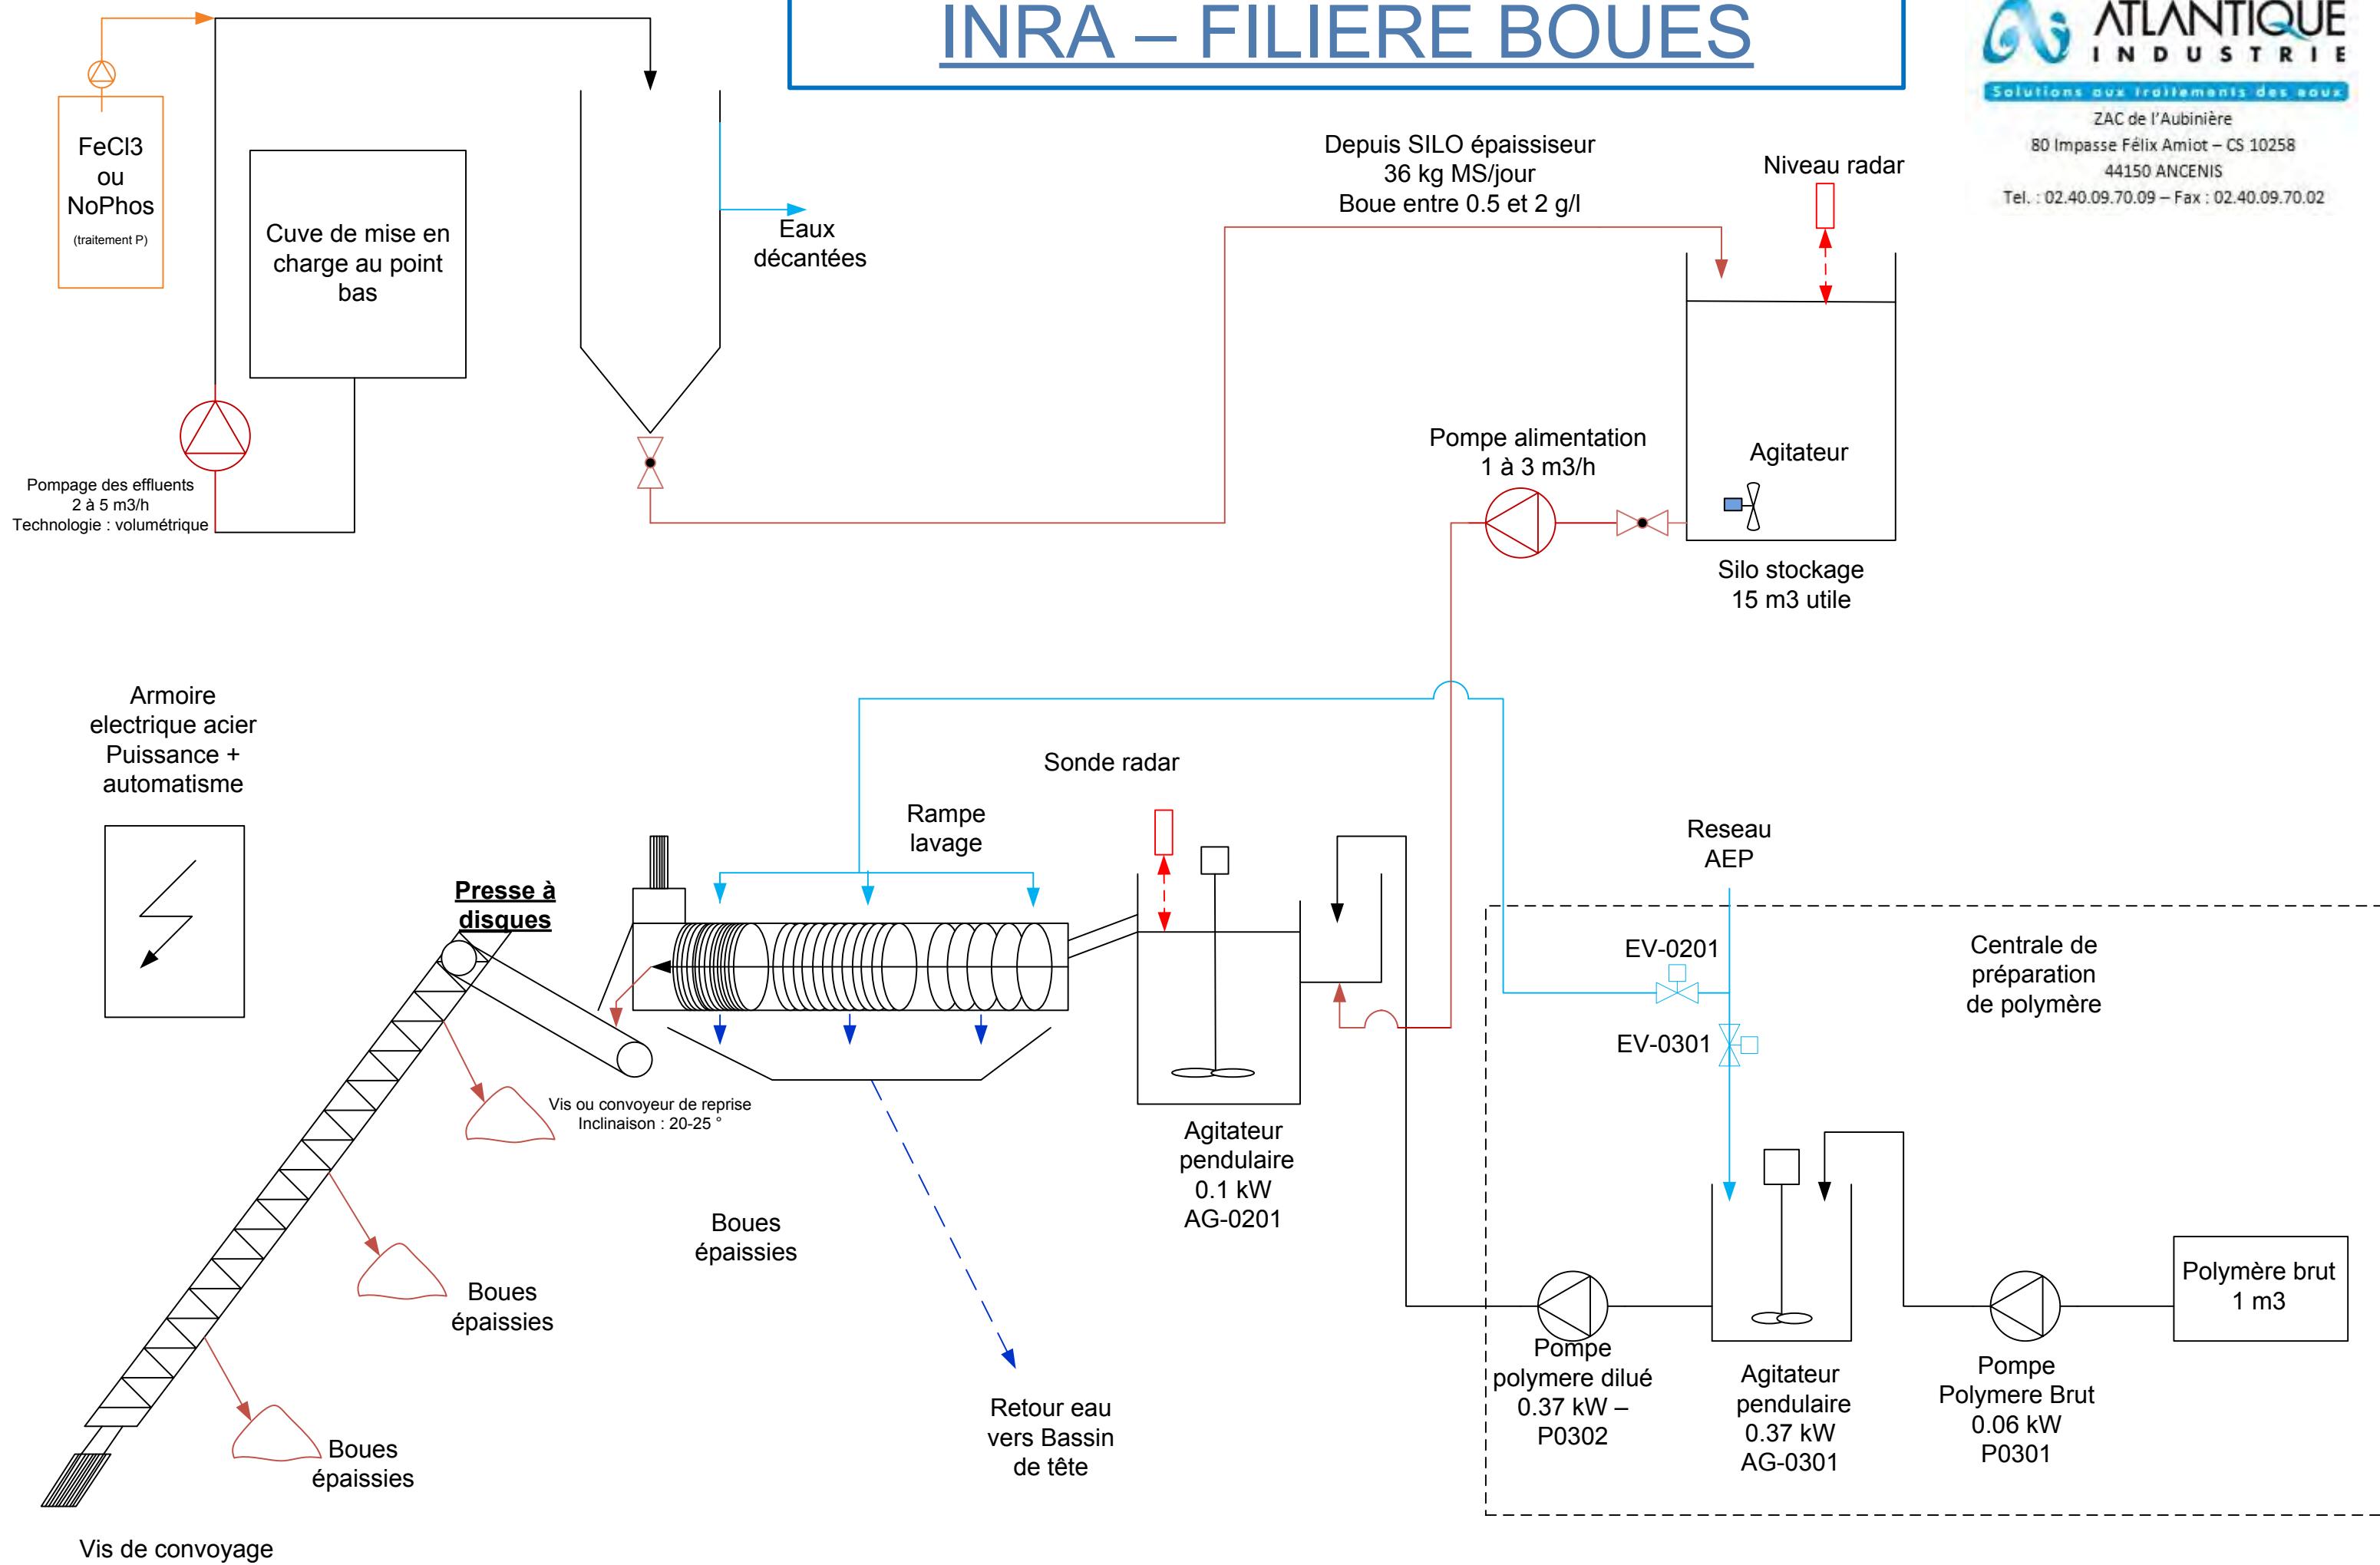 INRA – FILIERE BOUES
ATLANTIQUE
INDUSTRIE
Solutions aux traitements des eaux
ZAC de l'Aubinière
80 Impasse Félix Amiot – CS 10258
44150 ANCENIS
Tel. : 02.40.09.70.09 – Fax : 02.40.09.70.02
FeCl3
ou
NoPhos
(traitement P)
Cuve de mise en
charge au point
bas
Eaux
décantées
Pompage des effluents
2 à 5 m3/h
Technologie : volumétrique
Depuis SILO épaissiseur
36 kg MS/jour
Boue entre 0.5 et 2 g/l
Niveau radar
Pompe alimentation
1 à 3 m3/h
Agitateur
Silo stockage
15 m3 utile
Armoire
electrique acier
Puissance +
automatisme
Presse à
disques
Rampe
lavage
Sonde radar
Reseau
AEP
EV-0201
EV-0301
Centrale de
préparation
de polymère
Vis ou convoyeur de reprise
Inclinaison : 20-25 °
Agitateur
pendulaire
0.1 kW
AG-0201
Boues
épaissies
Boues
épaissies
Boues
épaissies
Retour eau
vers Bassin
de tête
Pompe
polymere dilué
0.37 kW –
P0302
Agitateur
pendulaire
0.37 kW
AG-0301
Pompe
Polymere Brut
0.06 kW
P0301
Polymère brut
1 m3
Vis de convoyage